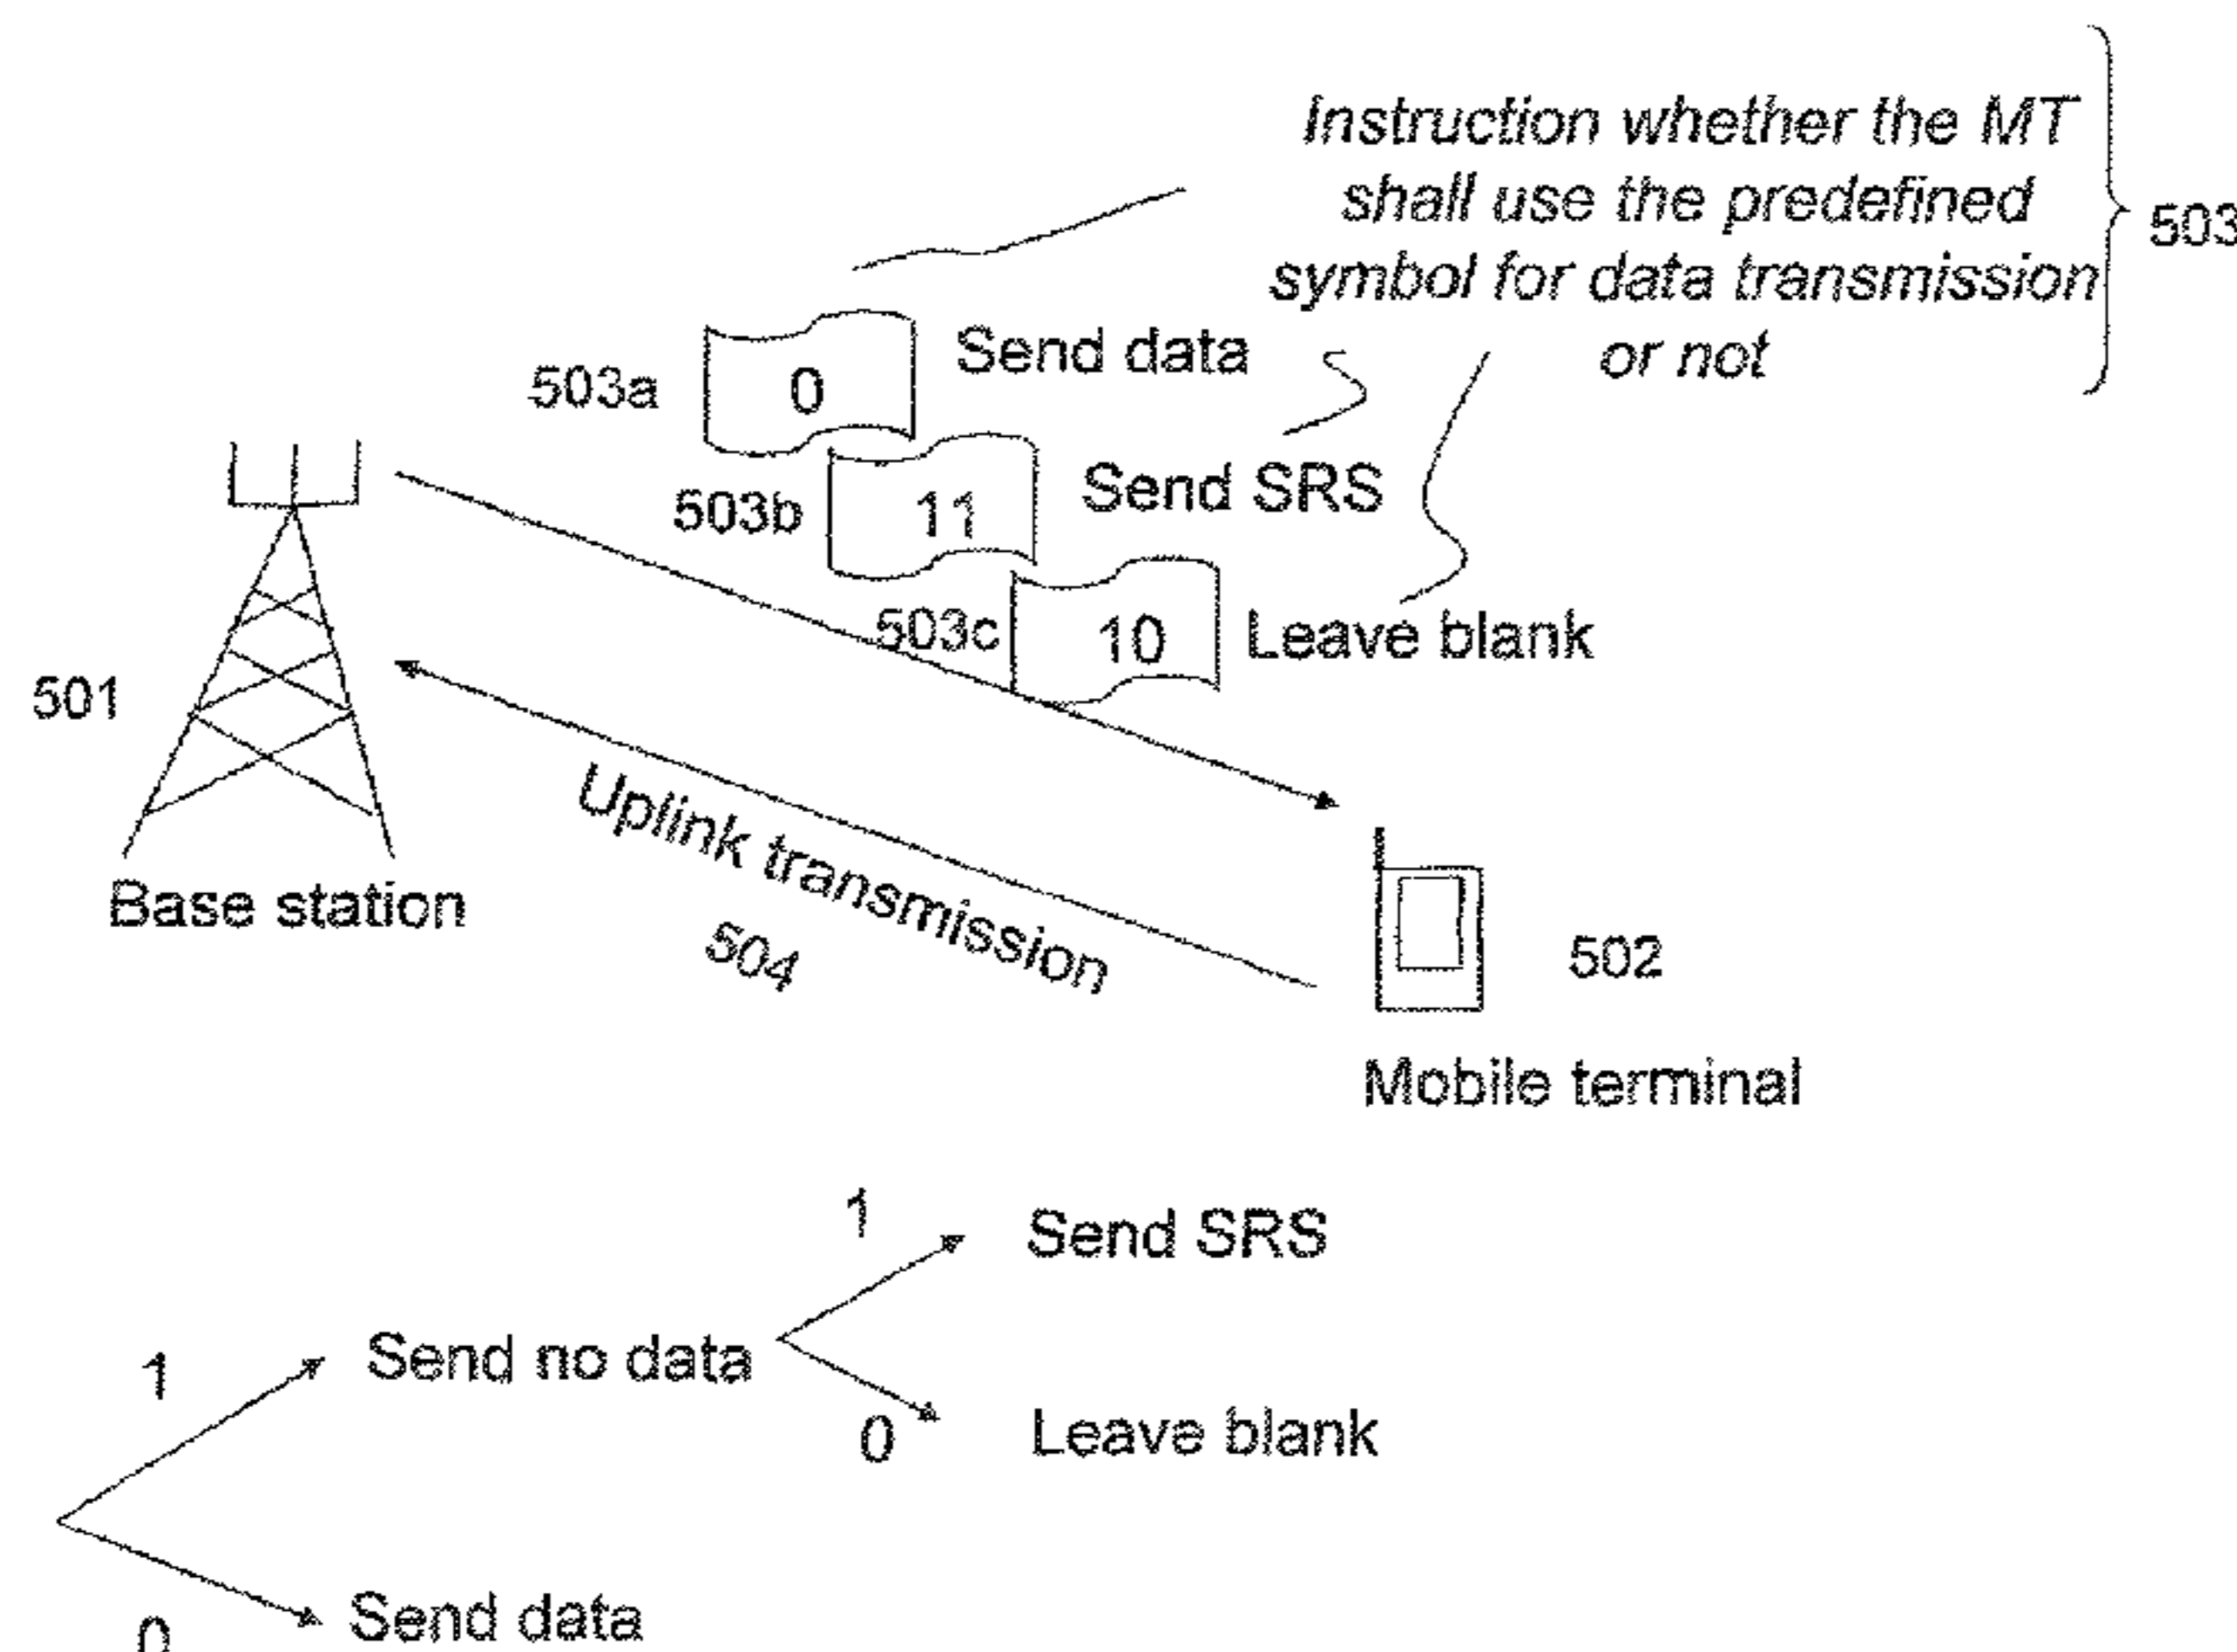 Instruction whether the MT
shall use the predefined
symbol for data transmission
or not
503
503a
0
Send data
503b
11
Send SRS
503c
10
Leave blank
501
Base station
Uplink transmission
504
502
Mobile terminal
1
Send SRS
1
Send no data
0
Leave blank
0
Send data